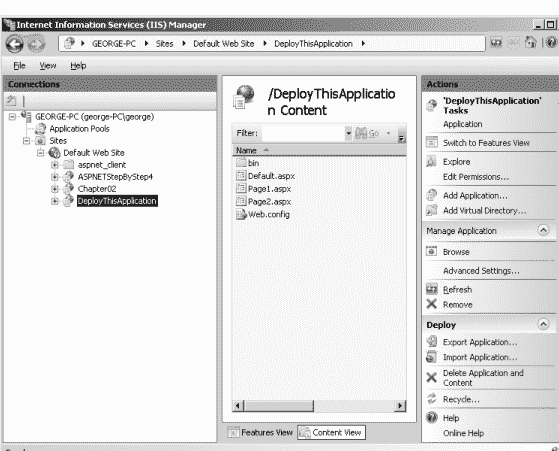 Internet Information Services (IIS) Manager
GEORGE-PC Sites Default Web Site DeployThisApplication
File View Help
Connections
GEORGE-PC (george-PC\george)
Application Pools
Sites
Default Web Site
aspnet_client
ASPNETStepByStep4
Chapter02
DeployThisApplication
/DeployThisApplicatio
n Content
Filter: Go
Name
bin
Default.aspx
Page1.aspx
Page2.aspx
Web.config
Features View Content View
Actions
'DeployThisApplication'
Tasks
Application
Switch to Features View
Explore
Edit Permissions...
Add Application...
Add Virtual Directory...
Manage Application
Browse
Advanced Settings...
Refresh
Remove
Deploy
Export Application...
Import Application...
Delete Application and
Content
Recycle...
Help
Online Help